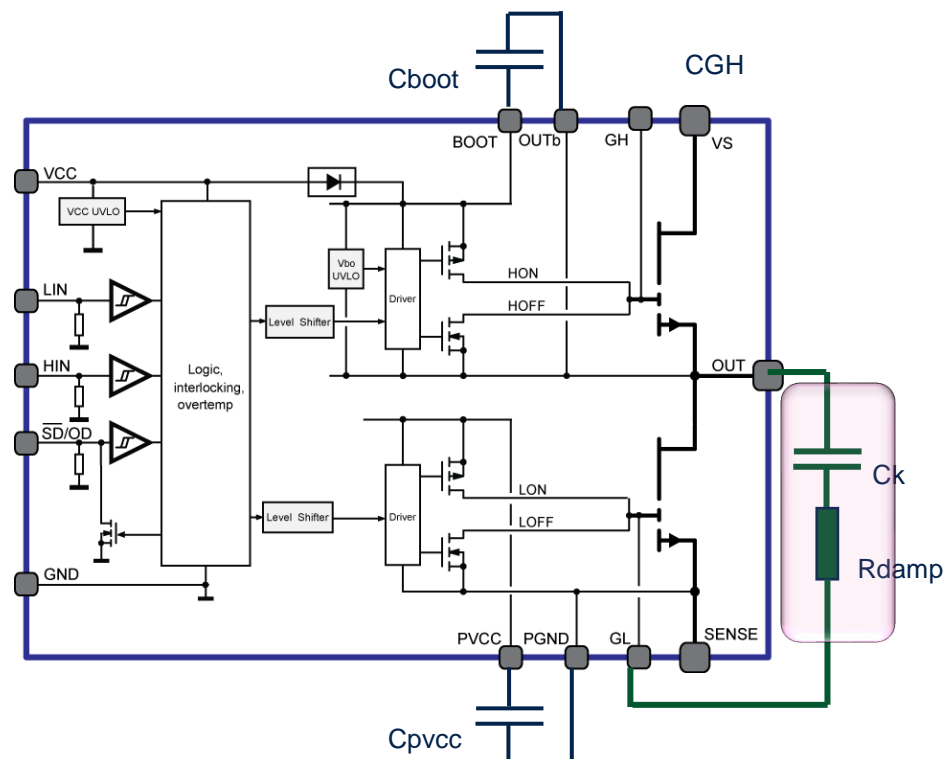 Cboot
CGH
BOOT
OUTb
GH
VS
VCC
VCC UVLO
Vbo
UVLO
Driver
HON
HOFF
LIN
Level Shifter
HIN
Logic,
interlocking,
overtemp
OUT
SD/OD
Ck
LON
Level Shifter
Driver
LOFF
Rdamp
GND
PVCC
PGND
GL
SENSE
Cpvcc